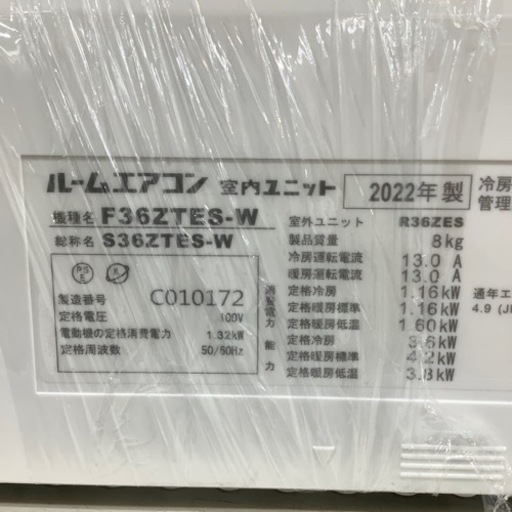 ルームエアコン 室内ユニット 2022年 製 冷房
機種名 F36ZTES-W 室外ユニット R36ZES 管理
総称名 S36ZTES-W 製品質量 8kg
冷房運転電流 13.0 A
暖房運転電流 13.0 A
製造番号 C010172 消費電力 定格冷房 1.16kW 通年エ
定格電圧 100V 定格暖房標準 1.16kW 4.9 (J
電動機の定格消費電力 1.32kW 定格暖房低温 1.60kW
定格周波数 50/60Hz 能力 定格冷房 3.6kW
定格暖房標準 4.2kW
定格暖房低温 3.8kW